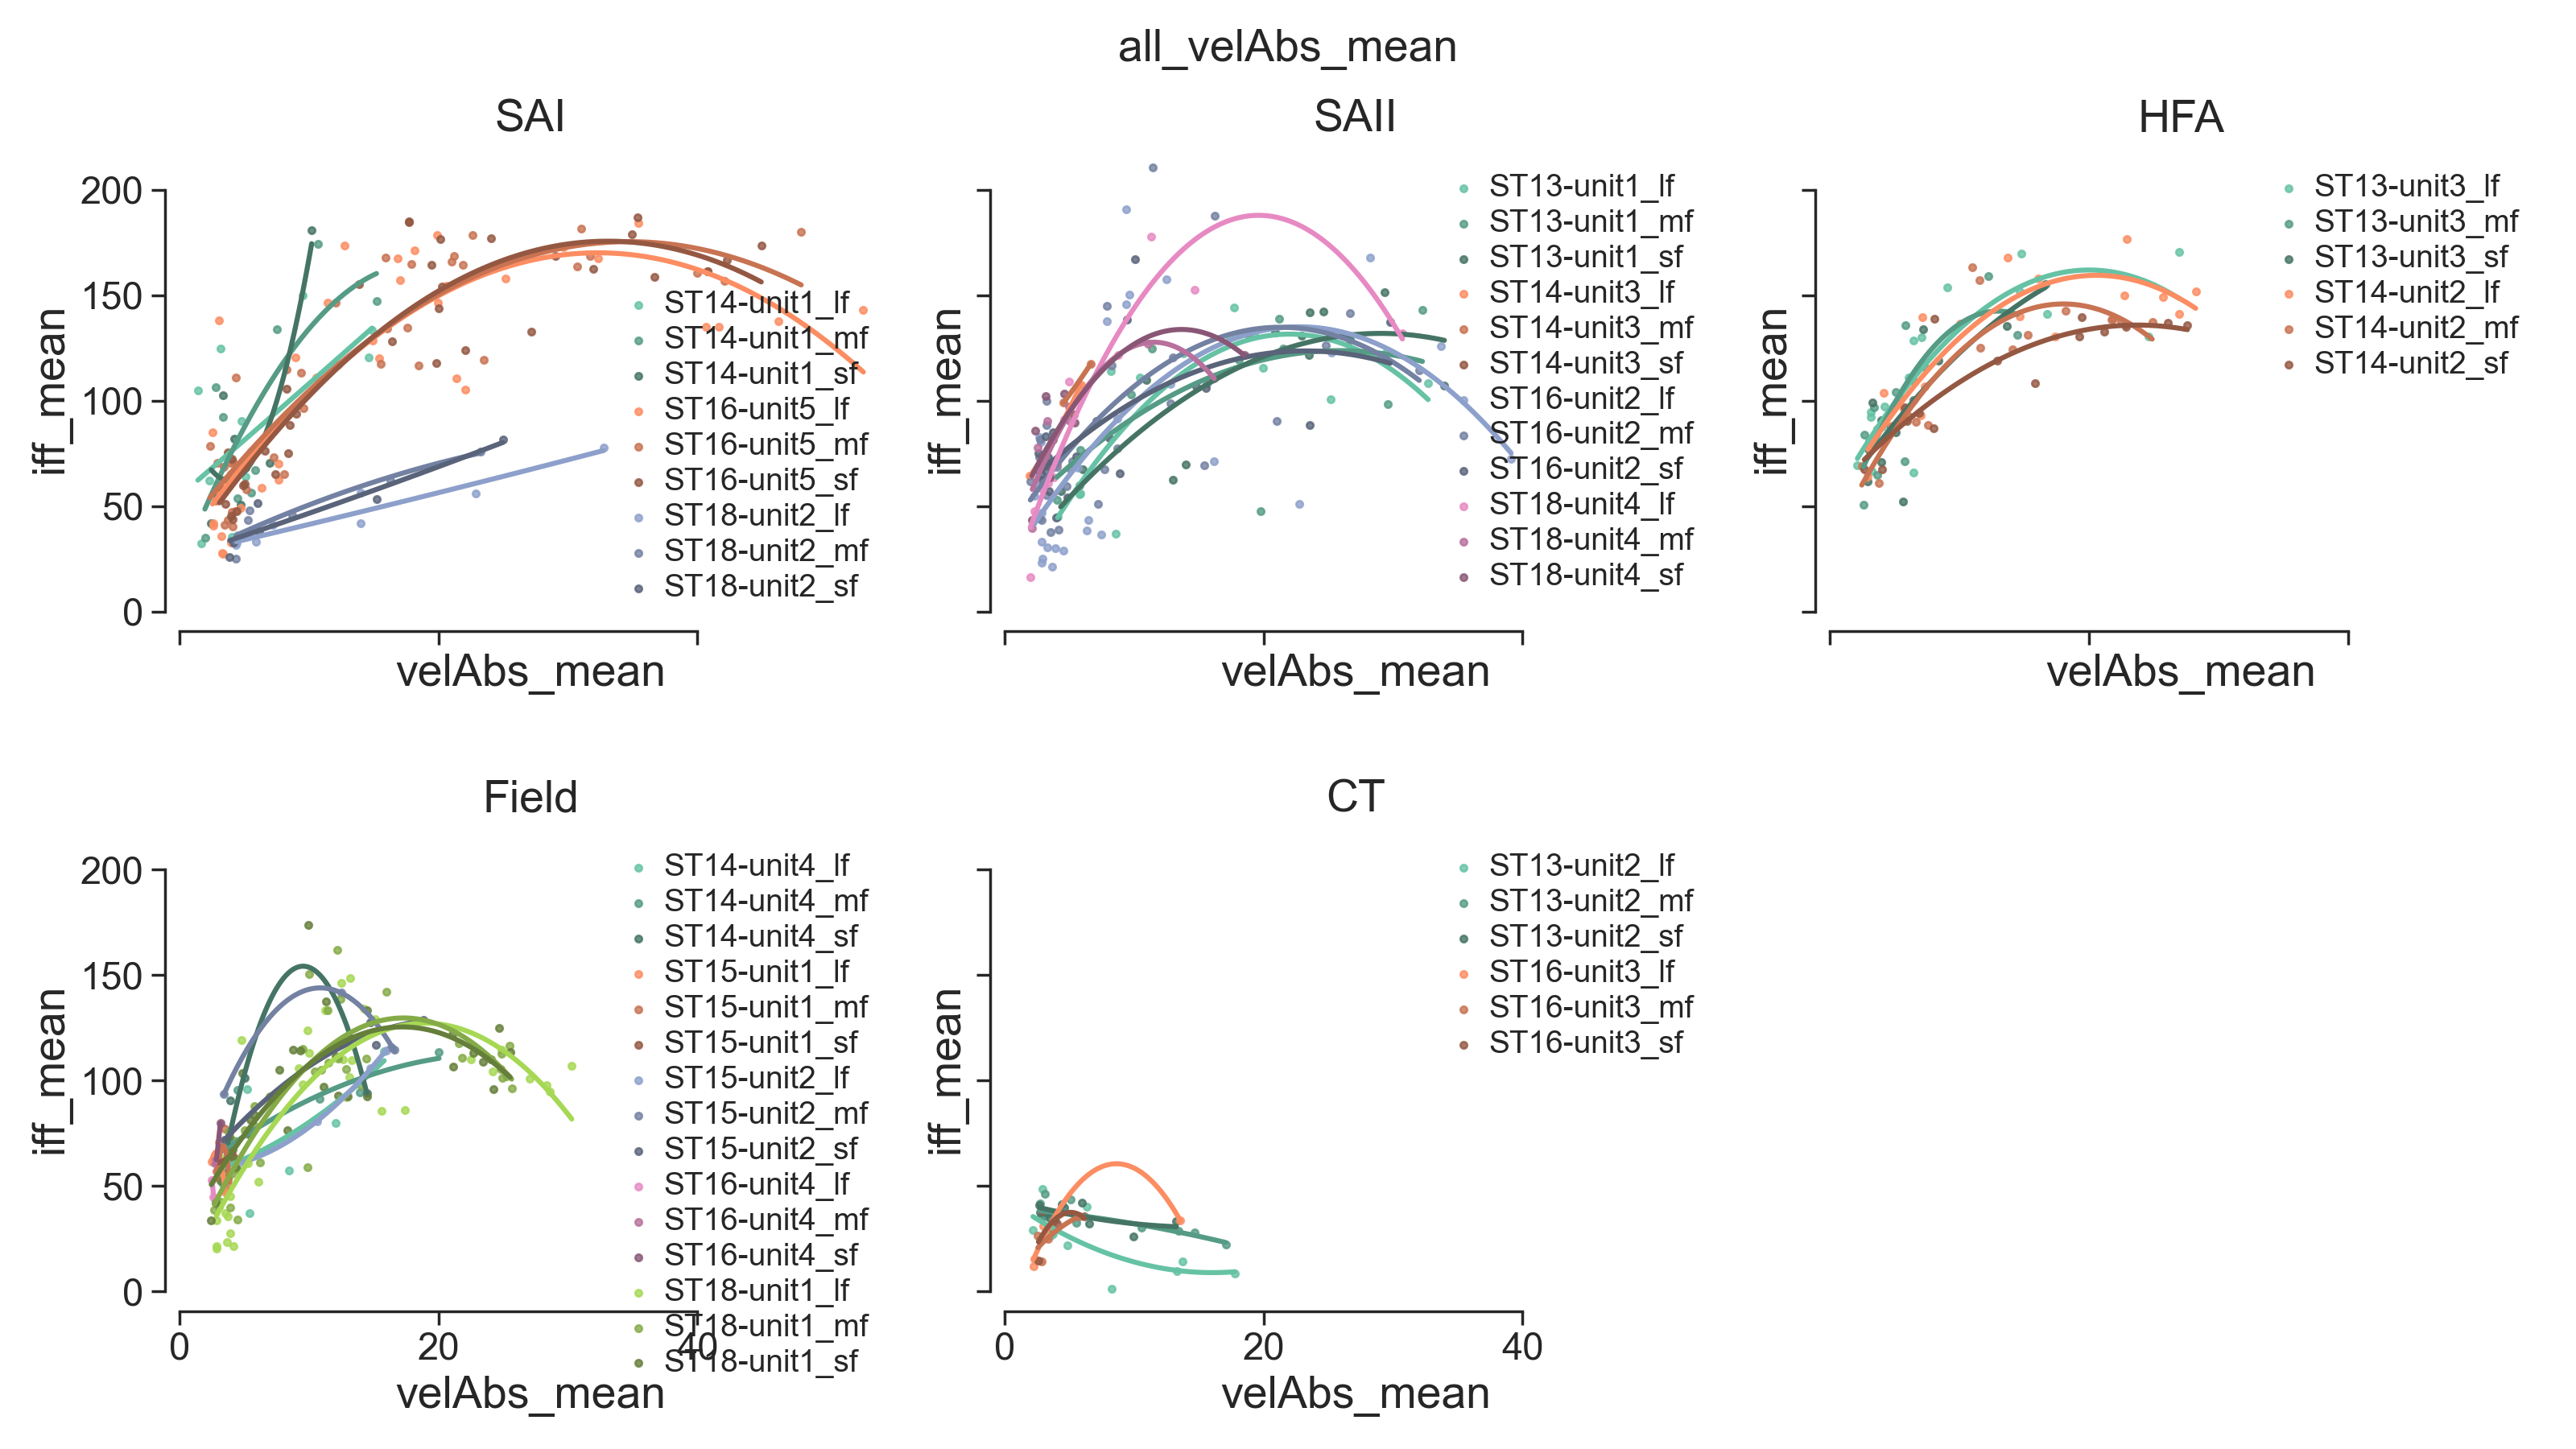 all_velAbs_mean
SAI
200
150
100
50
0
iff_mean
velAbs_mean
ST14-unit1_lf
ST14-unit1_mf
ST14-unit1_sf
ST16-unit5_lf
ST16-unit5_mf
ST16-unit5_sf
ST18-unit2_lf
ST18-unit2_mf
ST18-unit2_sf
SAII
iff_mean
velAbs_mean
ST13-unit1_lf
ST13-unit1_mf
ST13-unit1_sf
ST14-unit3_lf
ST14-unit3_mf
ST14-unit3_sf
ST16-unit2_lf
ST16-unit2_mf
ST16-unit2_sf
ST18-unit4_lf
ST18-unit4_mf
ST18-unit4_sf
HFA
iff_mean
velAbs_mean
ST13-unit3_lf
ST13-unit3_mf
ST13-unit3_sf
ST14-unit2_lf
ST14-unit2_mf
ST14-unit2_sf
Field
200
150
100
50
0
iff_mean
0 20 40
velAbs_mean
ST14-unit4_lf
ST14-unit4_mf
ST14-unit4_sf
ST15-unit1_lf
ST15-unit1_mf
ST15-unit1_sf
ST15-unit2_lf
ST15-unit2_mf
ST15-unit2_sf
ST16-unit4_lf
ST16-unit4_mf
ST16-unit4_sf
ST18-unit1_lf
ST18-unit1_mf
ST18-unit1_sf
CT
iff_mean
0 20 40
velAbs_mean
ST13-unit2_lf
ST13-unit2_mf
ST13-unit2_sf
ST16-unit3_lf
ST16-unit3_mf
ST16-unit3_sf